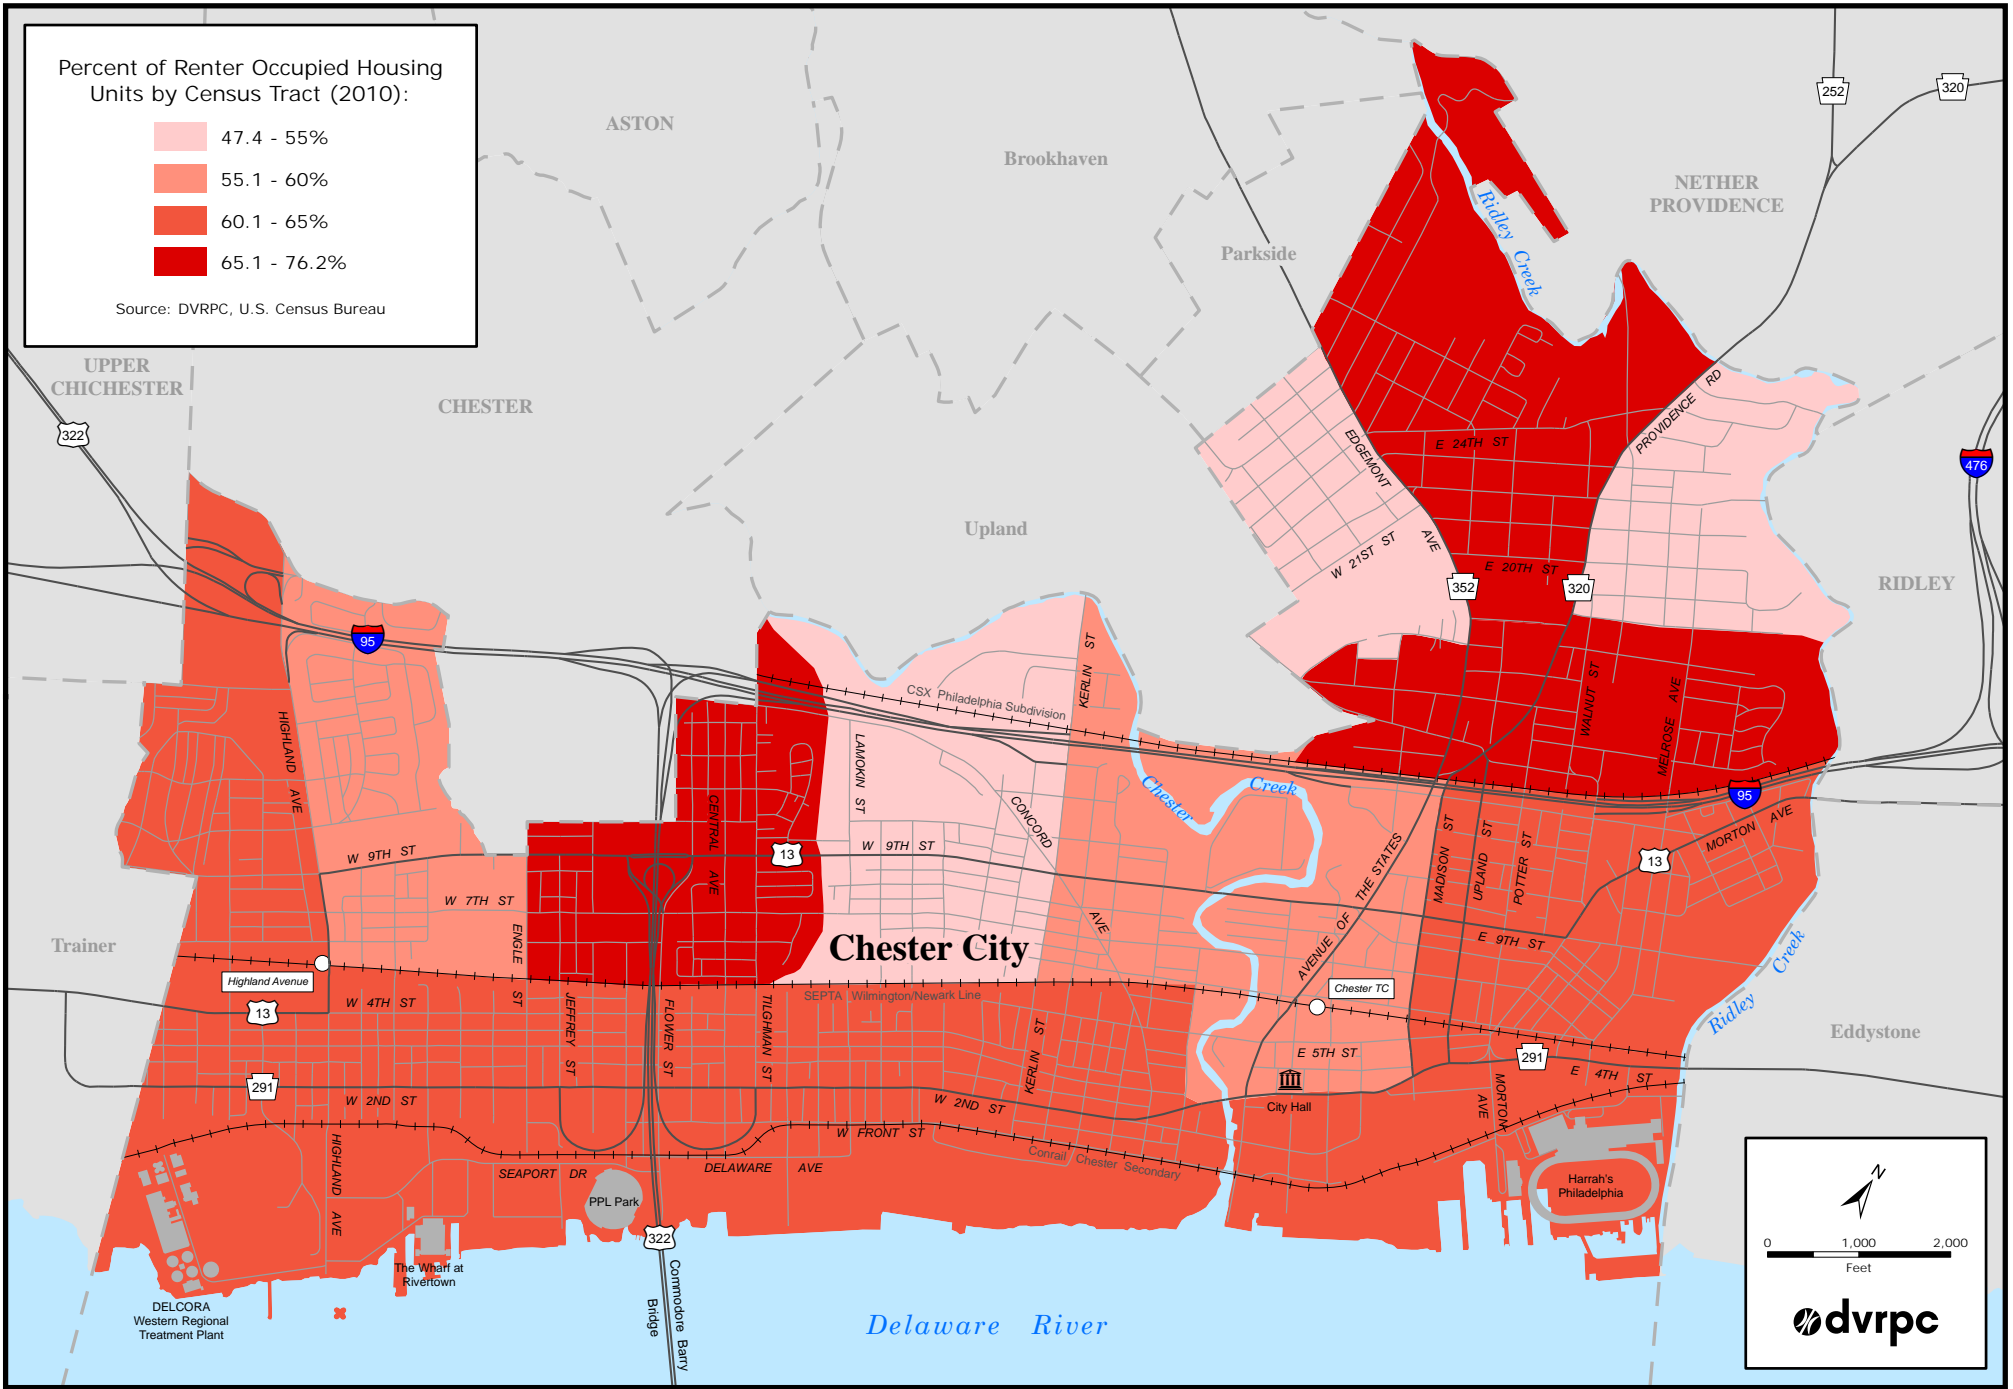 Percent of Renter Occupied Housing
Units by Census Tract (2010):
47.4 - 55%
55.1 - 60%
60.1 - 65%
65.1 - 76.2%
Source: DVRPC, U.S. Census Bureau
ASTON
Brookhaven
Parkside
NETHER
PROVIDENCE
252
320
Ridley Creek
UPPER
CHICHESTER
CHESTER
322
Upland
RIDLEY
476
EDGEMONT AVE
E 24TH ST
PROVIDENCE RD
W 21ST ST
E 20TH ST
352
320
95
KERLIN ST
CSX Philadelphia Subdivision
WALNUT ST
MELROSE AVE
HIGHLAND AVE
LAMOKIN ST
CENTRAL AVE
CONCORD AVE
Chester Creek
95
MORTON AVE
13
W 9TH ST
13
W 9TH ST
AVENUE OF THE STATES
MADISON ST
UPLAND ST
POTTER ST
W 7TH ST
ENGLE ST
E 9TH ST
Trainer
Chester City
Ridley Creek
Highland Avenue
13
W 4TH ST
JEFFREY ST
FLOWER ST
TILGHMAN ST
SEPTA Wilmington/Newark Line
KERLIN ST
Chester TC
E 5TH ST
City Hall
291
E 4TH ST
Eddystone
291
W 2ND ST
W 2ND ST
MORTON AVE
HIGHLAND AVE
W FRONT ST
Conrail Chester Secondary
SEAPORT DR
DELAWARE AVE
PPL Park
Harrah's
Philadelphia
322
The Wharf at
Rivertown
DELCORA
Western Regional
Treatment Plant
Commodore Barry
Bridge
Delaware River
N
0 1,000 2,000
Feet
dvrpc